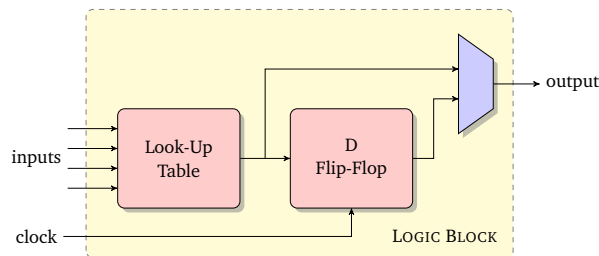 output
Look-Up
Table
D
Flip-Flop
inputs
clock
LOGIC BLOCK